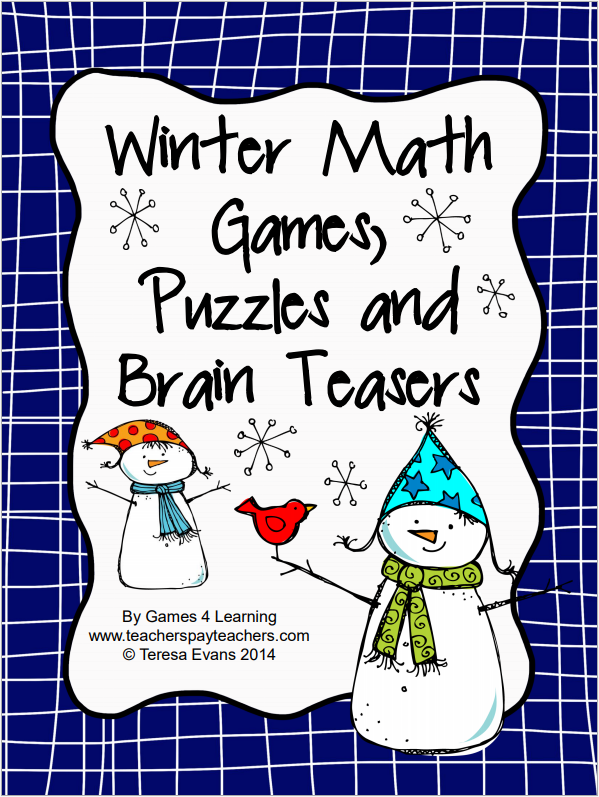 Winter Math
Games,
Puzzles and
Brain Teasers
By Games 4 Learning
www.teacherspayteachers.com
© Teresa Evans 2014